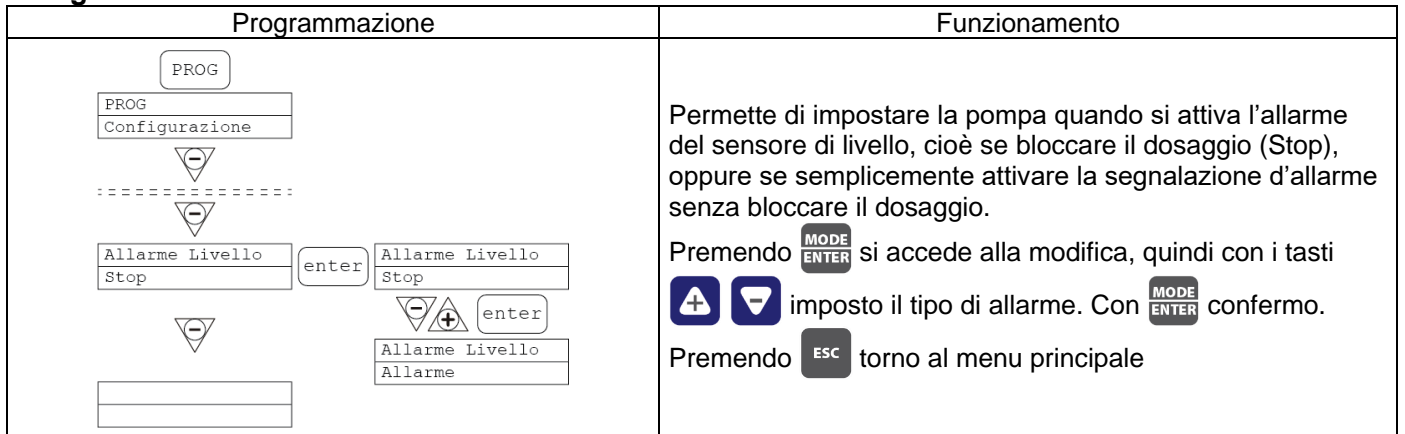 Programmazione
Funzionamento
PROG
PROG
Configurazione
Allarme Livello
Stop
enter
Allarme Livello
Stop
enter
Allarme Livello
Allarme
Permette di impostare la pompa quando si attiva l’allarme
del sensore di livello, cioè se bloccare il dosaggio (Stop),
oppure se semplicemente attivare la segnalazione d’allarme
senza bloccare il dosaggio.
Premendo MODE ENTER si accede alla modifica, quindi con i tasti
+ - imposto il tipo di allarme. Con MODE ENTER confermo.
Premendo ESC torno al menu principale